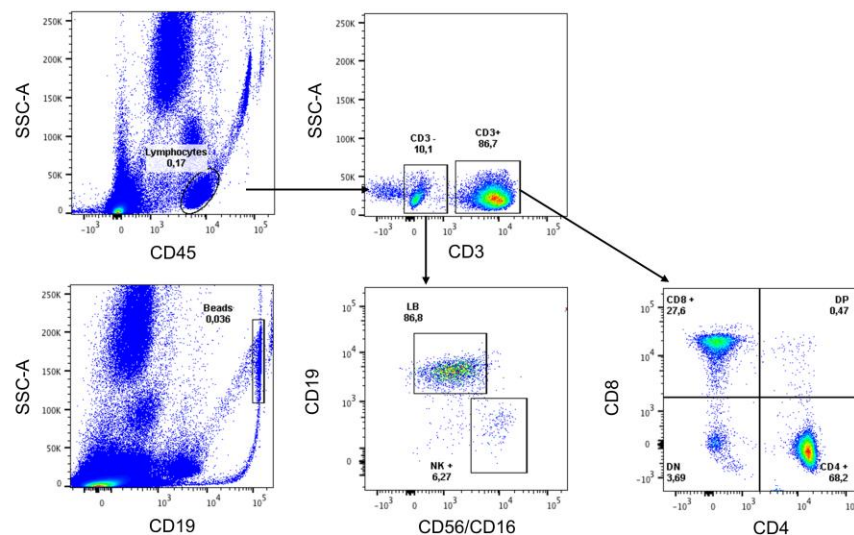 250K
200K
150K
100K
50K
0
SSC-A
Lymphocytes
0,17
-10³ 0 10³ 10⁴ 10⁵
CD45
250K
200K
150K
100K
50K
0
SSC-A
CD3 -
10,1
CD3+
86,7
-10³ 0 10³ 10⁴ 10⁵
CD3
250K
200K
150K
100K
50K
0
SSC-A
Beads
0,036
0 10³ 10⁴ 10⁵
CD19
LB
86,8
10⁵
10⁴
10³
0
CD19
NK +
6,27
-10³ 0 10³ 10⁴ 10⁵
CD56/CD16
CD8 +
27,6
DP
0,47
10⁵
10⁴
10³
0
-10³
CD8
DN
3,69
CD4 +
68,2
-10³ 0 10³ 10⁴ 10⁵
CD4